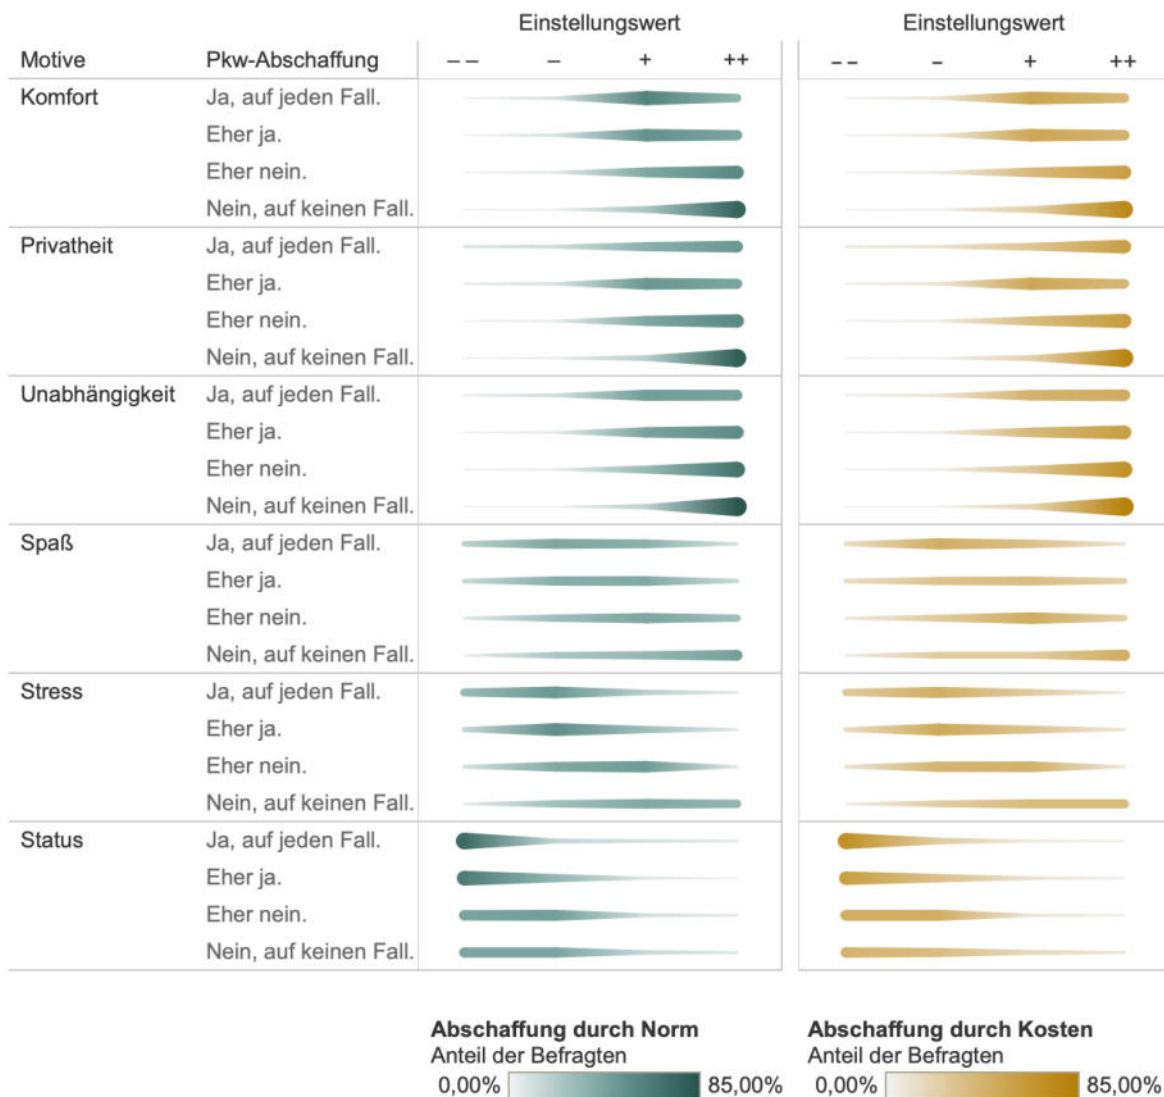 Einstellungswert Einstellungswert
Motive Pkw-Abschaffung –– – + ++ –– – + ++
Komfort Ja, auf jeden Fall.
Eher ja.
Eher nein.
Nein, auf keinen Fall.
Privatheit Ja, auf jeden Fall.
Eher ja.
Eher nein.
Nein, auf keinen Fall.
Unabhängigkeit Ja, auf jeden Fall.
Eher ja.
Eher nein.
Nein, auf keinen Fall.
Spaß Ja, auf jeden Fall.
Eher ja.
Eher nein.
Nein, auf keinen Fall.
Stress Ja, auf jeden Fall.
Eher ja.
Eher nein.
Nein, auf keinen Fall.
Status Ja, auf jeden Fall.
Eher ja.
Eher nein.
Nein, auf keinen Fall.
Abschaffung durch Norm Abschaffung durch Kosten
Anteil der Befragten Anteil der Befragten
0,00% 85,00% 0,00% 85,00%